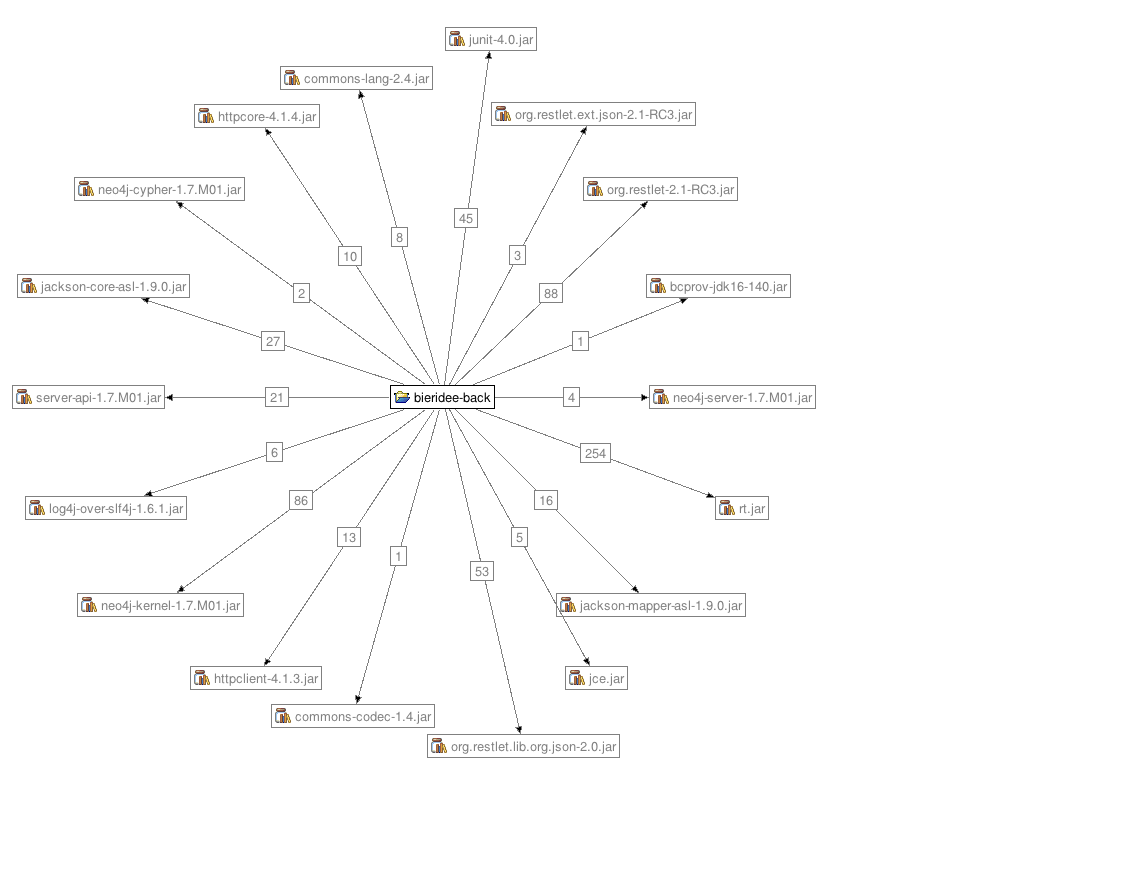 junit-4.0.jar
commons-lang-2.4.jar
httpcore-4.1.4.jar
org.restlet.ext.json-2.1-RC3.jar
neo4j-cypher-1.7.M01.jar
org.restlet-2.1-RC3.jar
45
8
10
3
jackson-core-asl-1.9.0.jar
2
88
bcprov-jdk16-140.jar
27
1
server-api-1.7.M01.jar
21
bieridee-back
4
neo4j-server-1.7.M01.jar
6
254
log4j-over-slf4j-1.6.1.jar
86
16
rt.jar
13
5
1
53
neo4j-kernel-1.7.M01.jar
jackson-mapper-asl-1.9.0.jar
httpclient-4.1.3.jar
jce.jar
commons-codec-1.4.jar
org.restlet.lib.org.json-2.0.jar